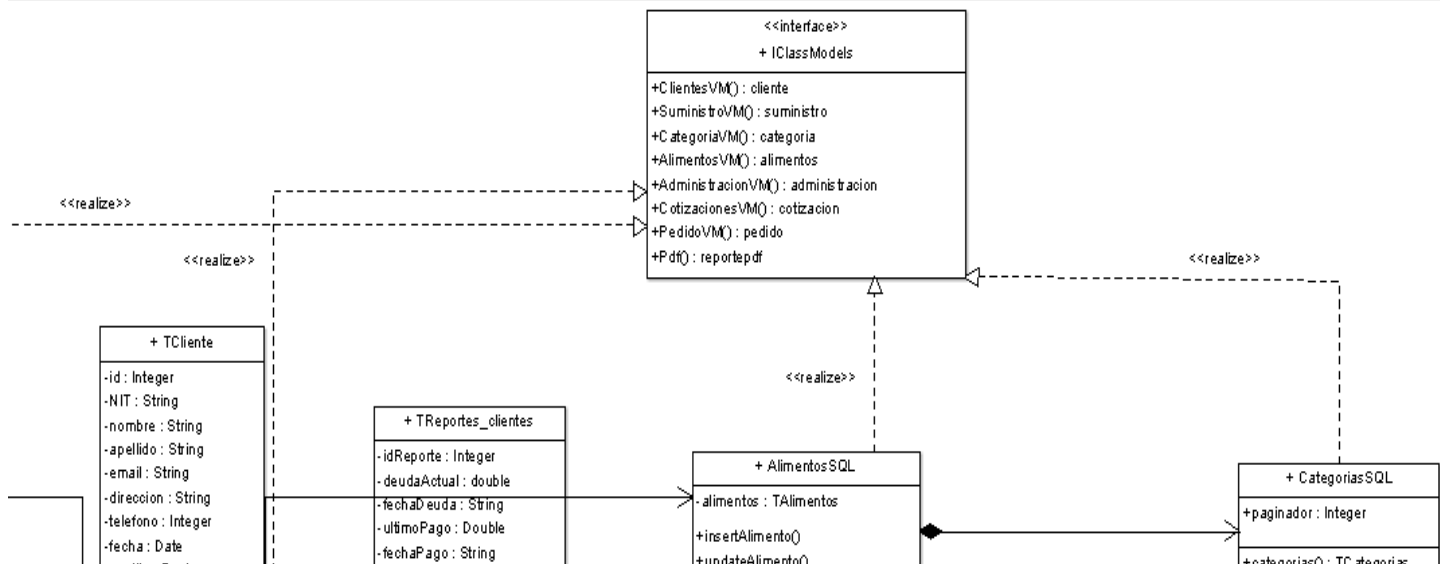 <<interface>>
+ IClassModels
+ClientesVM() : cliente
+SuministroVM() : suministro
+CategoriaVM() : categoria
+AlimentosVM() : alimentos
+AdministracionVM() : administracion
+CotizacionesVM() : cotizacion
+PedidoVM() : pedido
+Pdf() : reportepdf
<<realize>>
<<realize>>
<<realize>>
<<realize>>
+ TCliente
-id : Integer
-NIT : String
-nombre : String
-apellido : String
-email : String
-direccion : String
-telefono : Integer
-fecha : Date
+ TReportes_clientes
-idReporte : Integer
-deudaActual : double
-fechaDeuda : String
-ultimoPago : Double
-fechaPago : String
+ AlimentosSQL
-alimentos : TAlimentos
+insertAlimento()
+updateAlimento()
+ CategoriasSQL
+paginador : Integer
+categorias() : TCategorias